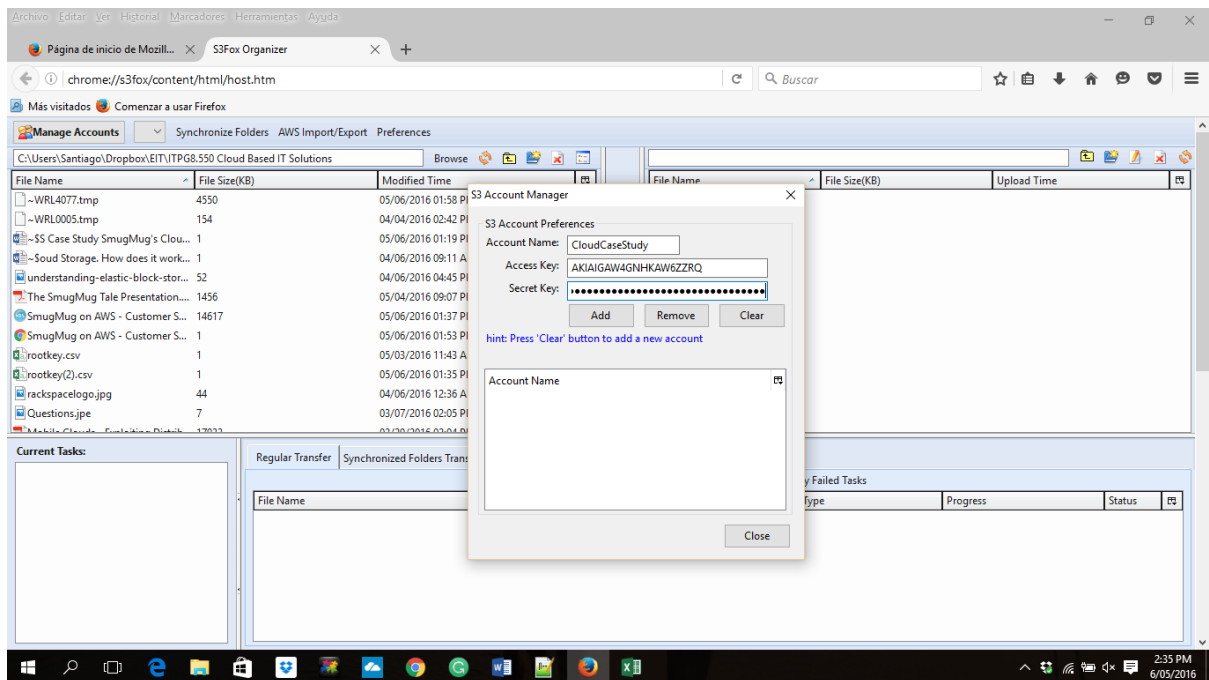 Archivo Editar Ver Historial Marcadores Herramientas Ayuda
Página de inicio de Mozill... S3Fox Organizer
chrome://s3fox/content/html/host.htm Buscar
Más visitados Comenzar a usar Firefox
Manage Accounts Synchronize Folders AWS Import/Export Preferences
C:\Users\Santiago\Dropbox\EIT\ITPG8.550 Cloud Based IT Solutions Browse
File Name File Size(KB) Modified Time File Name File Size(KB) Upload Time
~WRL4077.tmp 4550 05/06/2016 01:58 P
~WRL0005.tmp 154 04/04/2016 02:42 P
~$S Case Study SmugMug's Clou... 1 05/06/2016 01:19 P
~$oud Storage. How does it work... 1 04/06/2016 09:11 A
understanding-elastic-block-stor... 52 04/06/2016 04:45 P
The SmugMug Tale Presentation.... 1456 05/04/2016 09:07 P
SmugMug on AWS - Customer S... 14617 05/06/2016 01:37 P
SmugMug on AWS - Customer S... 1 05/06/2016 01:53 P
rootkey.csv 1 05/03/2016 11:43 A
rootkey(2).csv 1 05/06/2016 01:35 P
rackspacelogo.jpg 44 04/06/2016 12:36 A
Questions.jpe 7 03/07/2016 02:05 P
Mobile Clouds - Exploiting Distrib...
S3 Account Manager
S3 Account Preferences
Account Name: CloudCaseStudy
Access Key: AKIAIGAW4GNHKAW6ZZRQ
Secret Key:
Add Remove Clear
hint: Press 'Clear' button to add a new account
Account Name
Close
Current Tasks:
Regular Transfer Synchronized Folders Trans
y Failed Tasks
File Name Type Progress Status
2:35 PM
6/05/2016